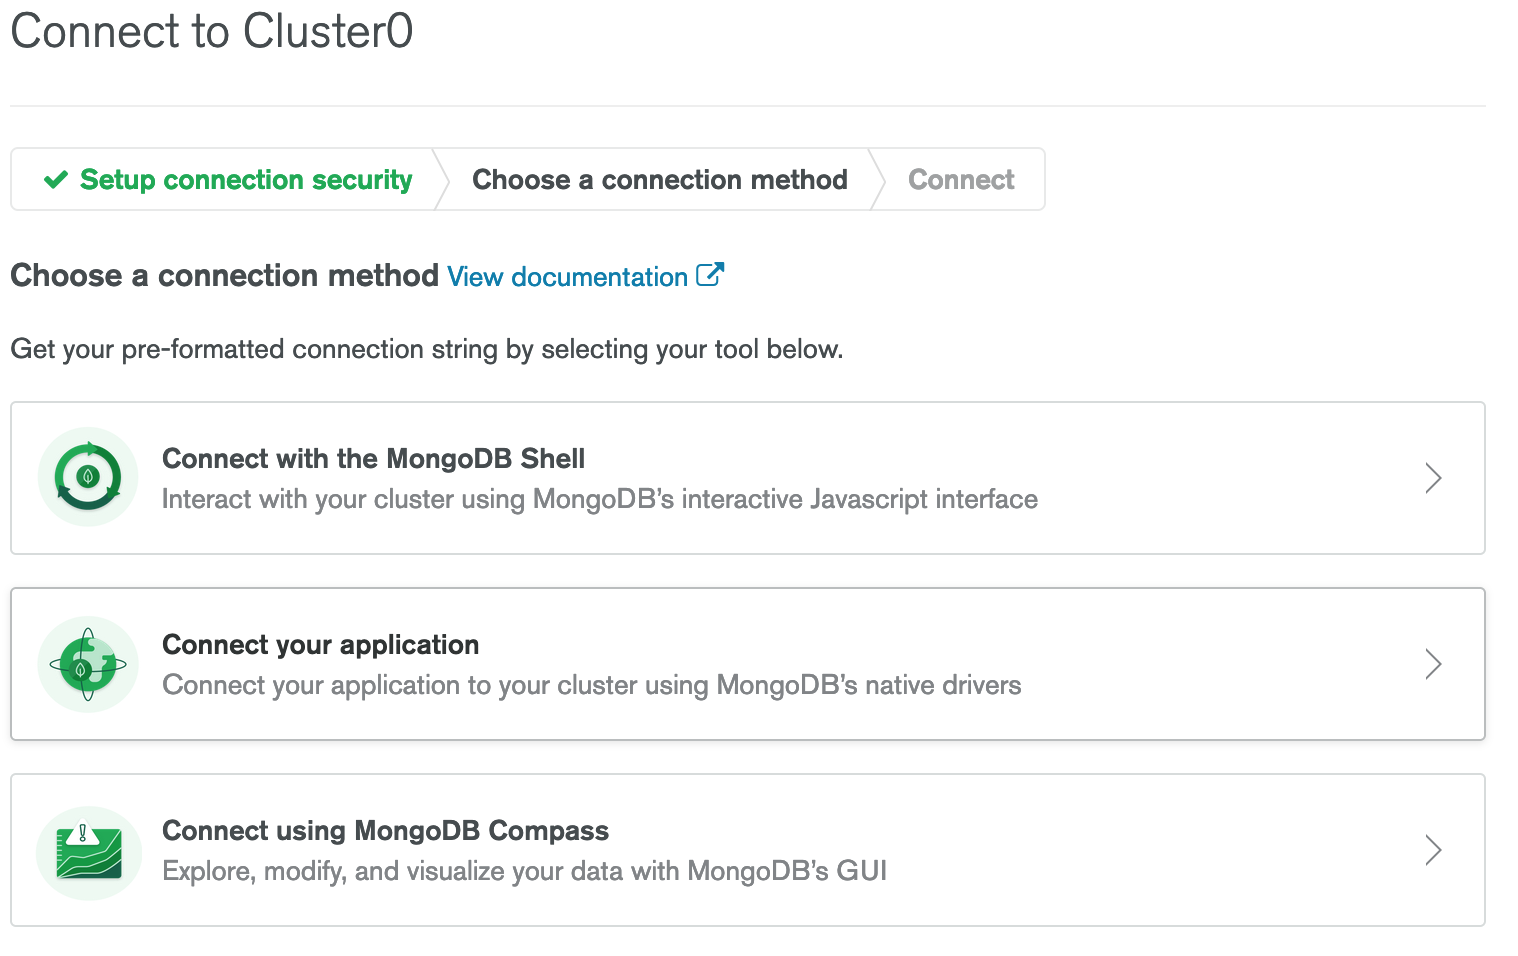 Connect to Cluster0
Setup connection security
Choose a connection method
Connect
Choose a connection method View documentation
Get your pre-formatted connection string by selecting your tool below.
Connect with the MongoDB Shell
Interact with your cluster using MongoDB's interactive Javascript interface
Connect your application
Connect your application to your cluster using MongoDB's native drivers
Connect using MongoDB Compass
Explore, modify, and visualize your data with MongoDB's GUI